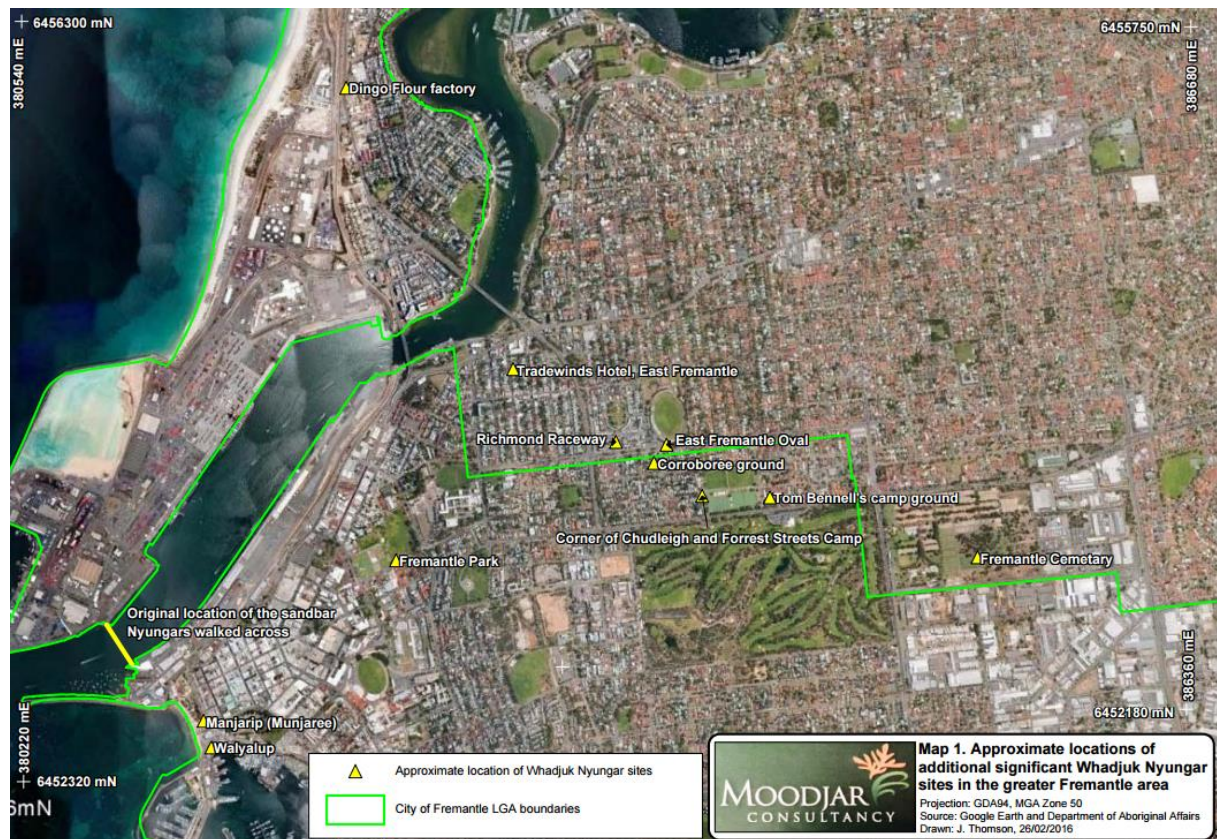 6456300 mN
380540 mE
6455750 mN
386680 mE
Dingo Flour factory
Tradewinds Hotel, East Fremantle
Richmond Raceway
East Fremantle Oval
Corroboree ground
Tom Bennell's camp ground
Corner of Chudleigh and Forrest Streets Camp
Fremantle Park
Fremantle Cemetary
Original location of the sandbar
Nyungars walked across
Manjarip (Munjaree)
Walyalup
380220 mE
6452320 mN
6mN
386360 mE
6452180 mN
Approximate location of Whadjuk Nyungar sites
City of Fremantle LGA boundaries
MOODJAR
CONSULTANCY
Map 1. Approximate locations of
additional significant Whadjuk Nyungar
sites in the greater Fremantle area
Projection: GDA94, MGA Zone 50
Source: Google Earth and Department of Aboriginal Affairs
Drawn: J. Thomson, 26/02/2016